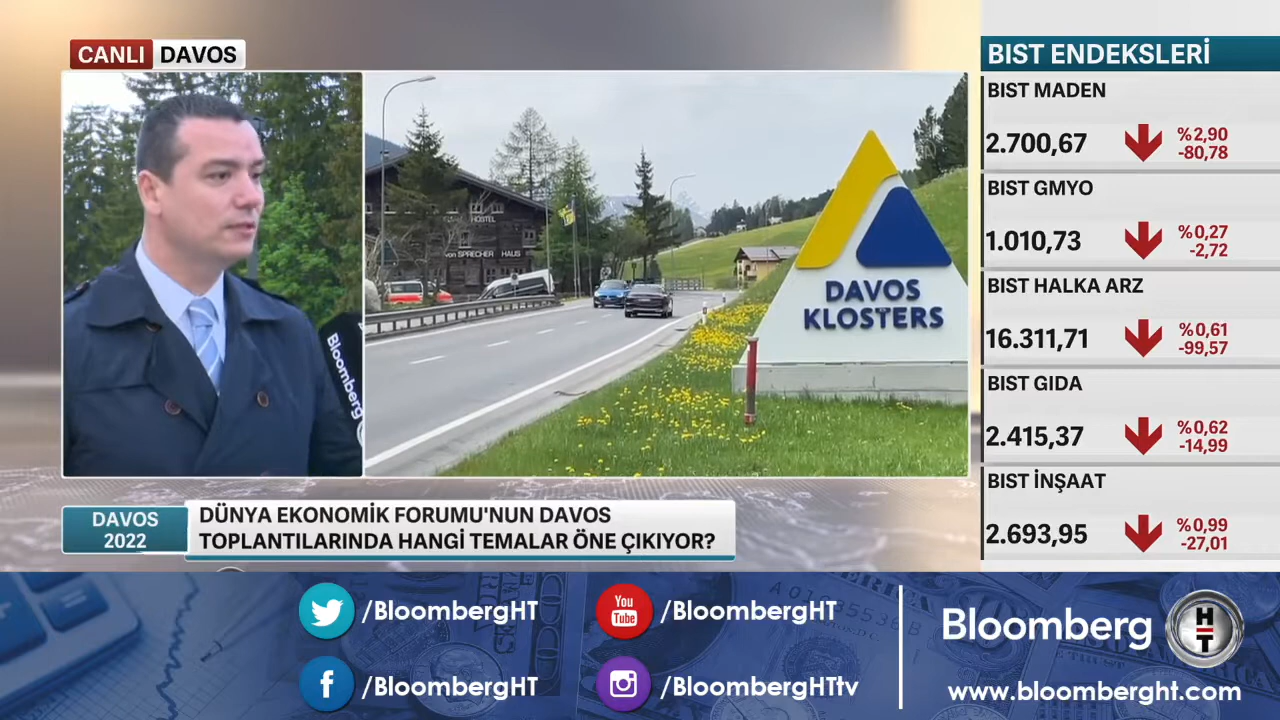 CANLI DAVOS
HOSTEL
von SPRECHER HAUS
DAVOS
KLOSTERS
BloombergHT
DAVOS
2022
DÜNYA EKONOMİK FORUMU'NUN DAVOS
TOPLANTILARINDA HANGİ TEMALAR ÖNE ÇIKIYOR?
BIST ENDEKSLERİ
BIST MADEN
2.700,67 %2,90
-80,78
BIST GMYO
1.010,73 %0,27
-2,72
BIST HALKA ARZ
16.311,71 %0,61
-99,57
BIST GIDA
2.415,37 %0,62
-14,99
BIST İNŞAAT
2.693,95 %0,99
-27,01
/BloombergHT
You
Tube
/BloombergHT
/BloombergHT
/BloombergHTtv
Bloomberg HT
www.bloomberght.com